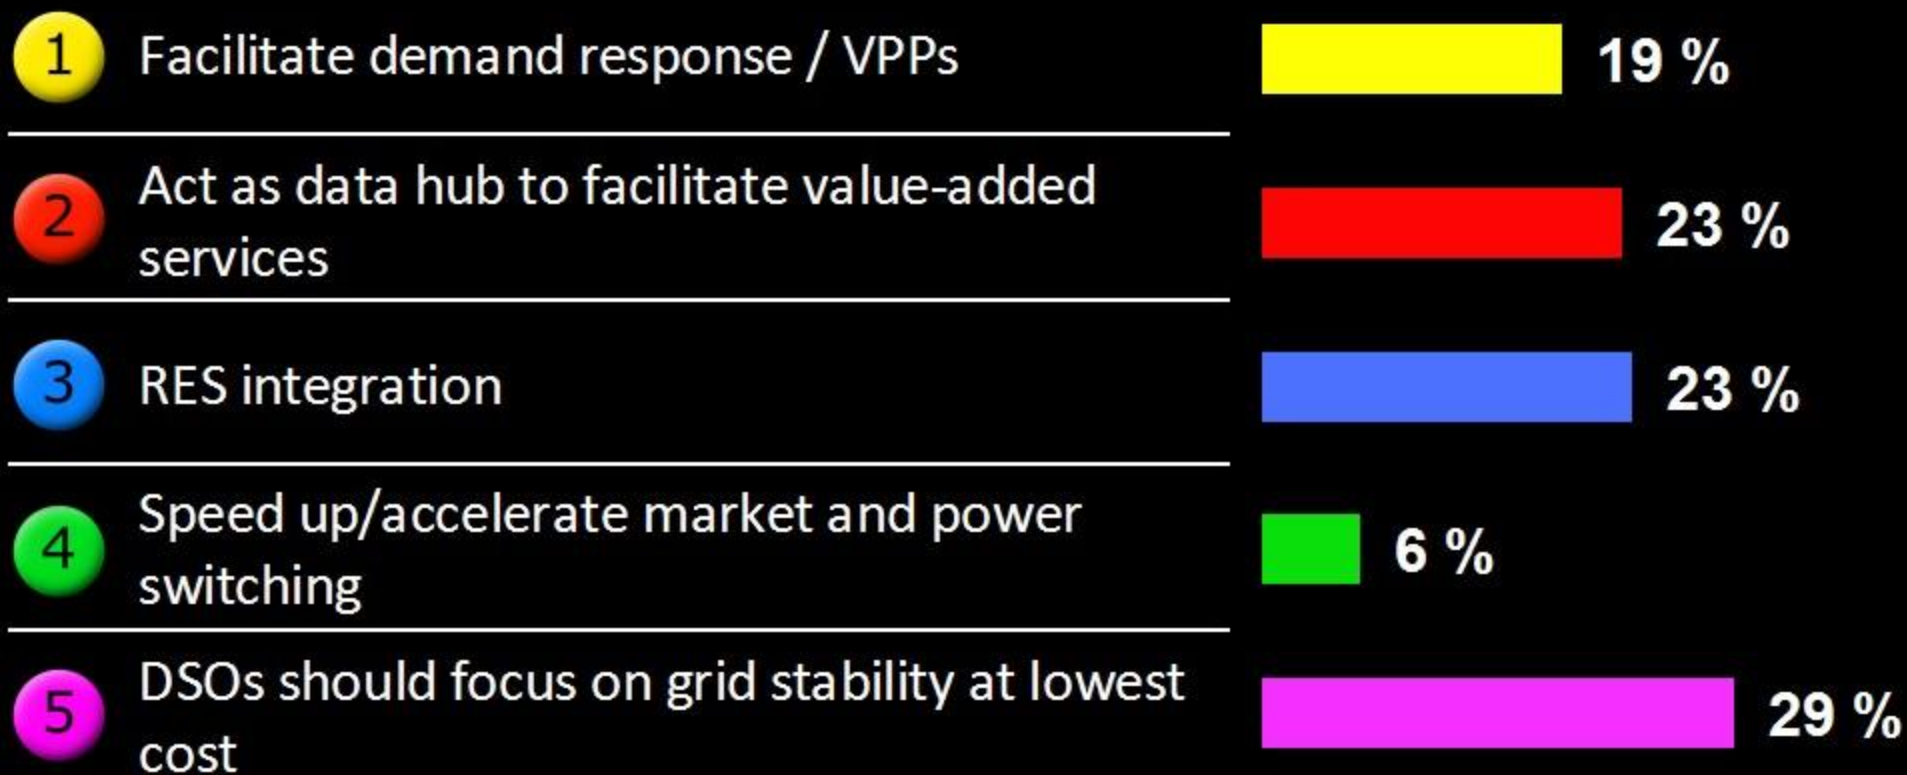 1 Facilitate demand response / VPPs 19 %
2 Act as data hub to facilitate value-added
services 23 %
3 RES integration 23 %
4 Speed up/accelerate market and power
switching 6 %
5 DSOs should focus on grid stability at lowest
cost 29 %